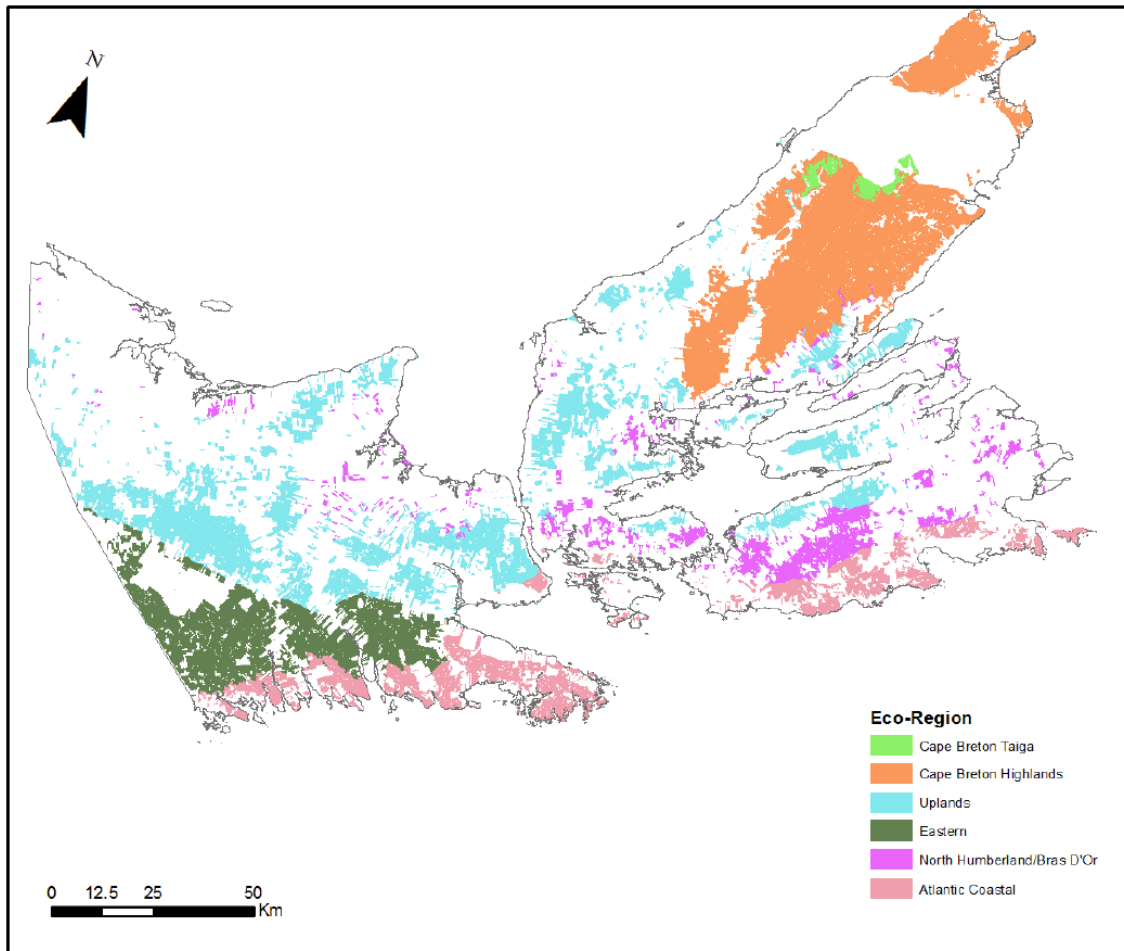 N
Eco-Region
Cape Breton Taiga
Cape Breton Highlands
Uplands
Eastern
North Humberland/Bras D'Or
Atlantic Coastal
0 12.5 25 50
Km